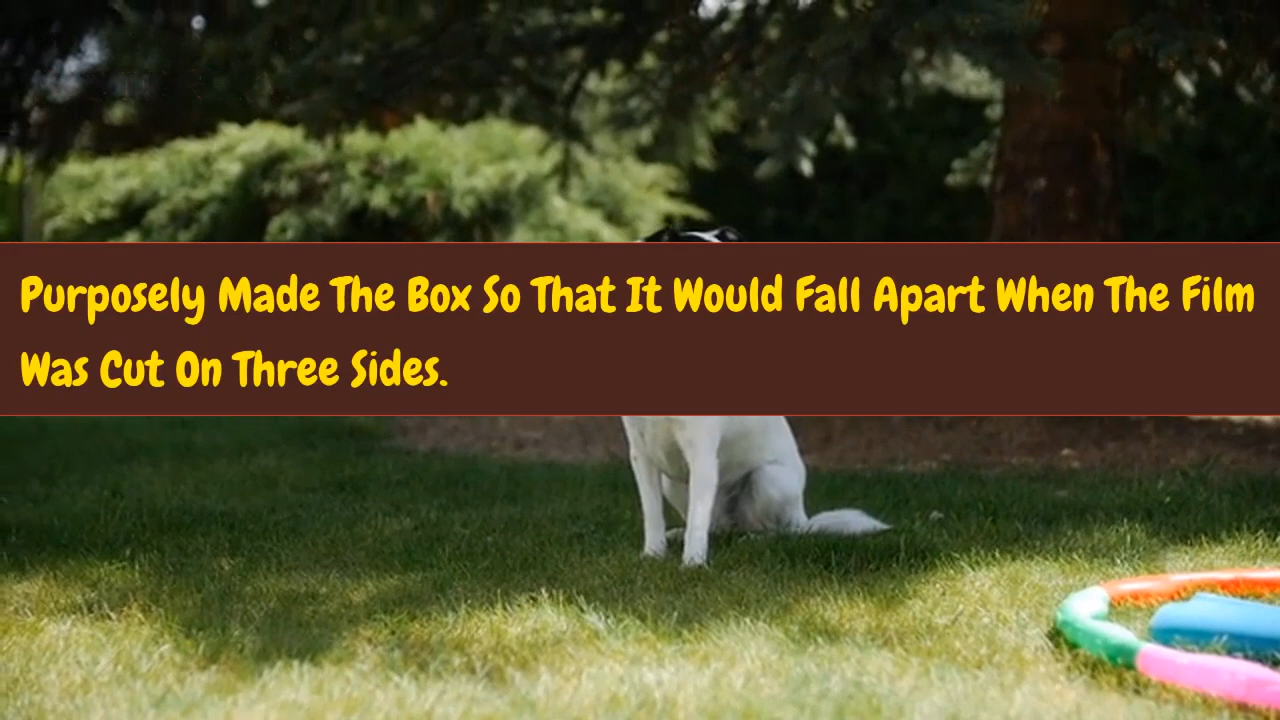 Purposely Made The Box So That It Would Fall Apart When The Film
Was Cut On Three Sides.